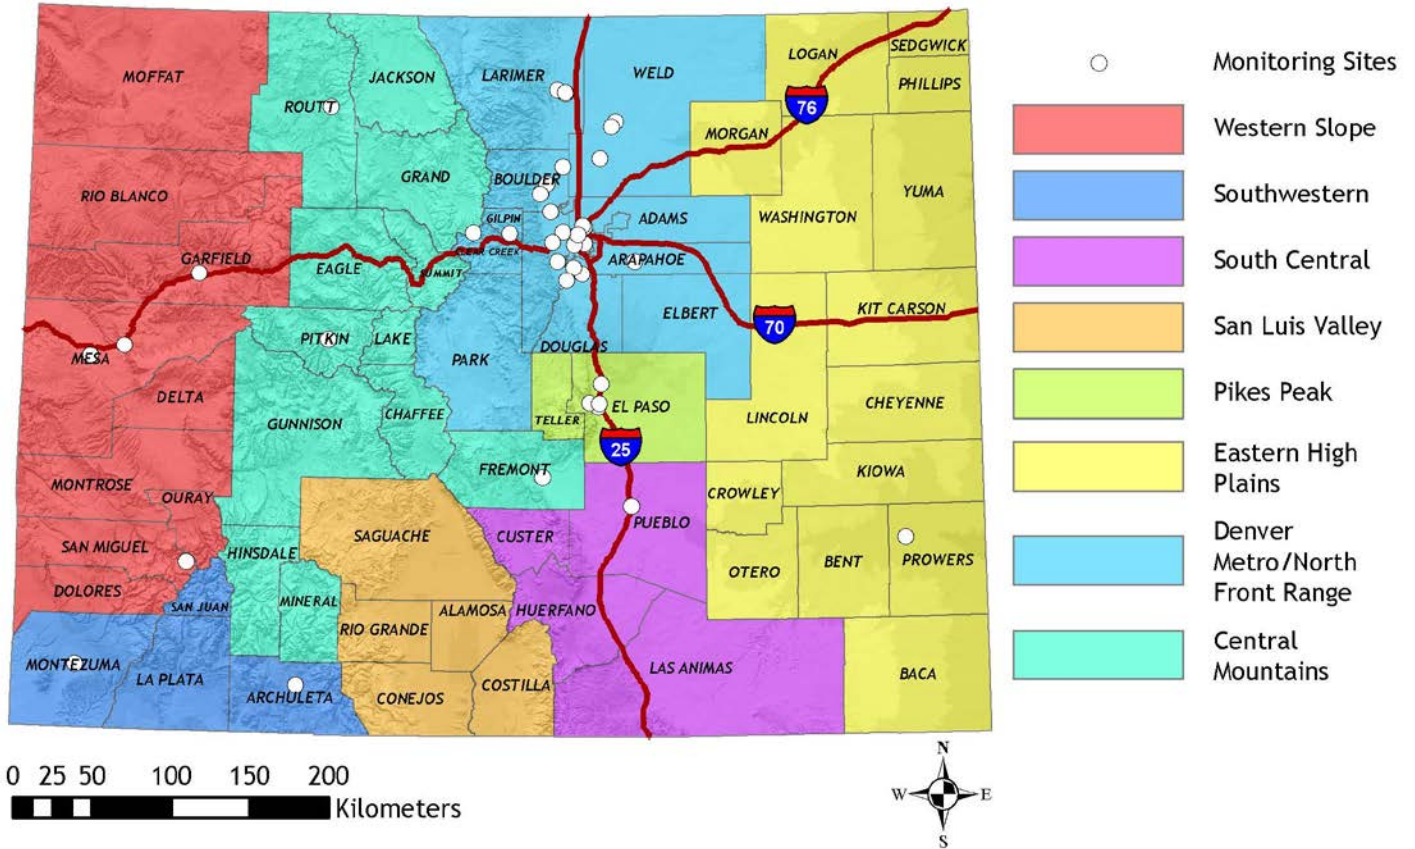 MOFFAT
ROUTT
JACKSON
LARIMER
WELD
LOGAN
SEDGWICK
PHILLIPS
76
MORGAN
RIO BLANCO
GRAND
BOULDER
YUMA
GILPIN
ADAMS
WASHINGTON
GARFIELD
EAGLE
SUMMIT
CLEAR CREEK
ARAPAHOE
MESA
PITKIN
LAKE
PARK
DOUGLAS
ELBERT
70
KIT CARSON
DELTA
GUNNISON
CHAFFEE
TELLER
EL PASO
LINCOLN
CHEYENNE
25
MONTROSE
OURAY
FREMONT
CROWLEY
KIOWA
SAN MIGUEL
HINSDALE
SAGUACHE
CUSTER
PUEBLO
OTERO
BENT
PROWERS
DOLORES
SAN JUAN
MINERAL
RIO GRANDE
ALAMOSA
HUERFANO
MONTEZUMA
LA PLATA
ARCHULETA
CONEJOS
COSTILLA
LAS ANIMAS
BACA
Monitoring Sites
Western Slope
Southwestern
South Central
San Luis Valley
Pikes Peak
Eastern High
Plains
Denver
Metro/North
Front Range
Central
Mountains
0 25 50 100 150 200
Kilometers
N
W E
S